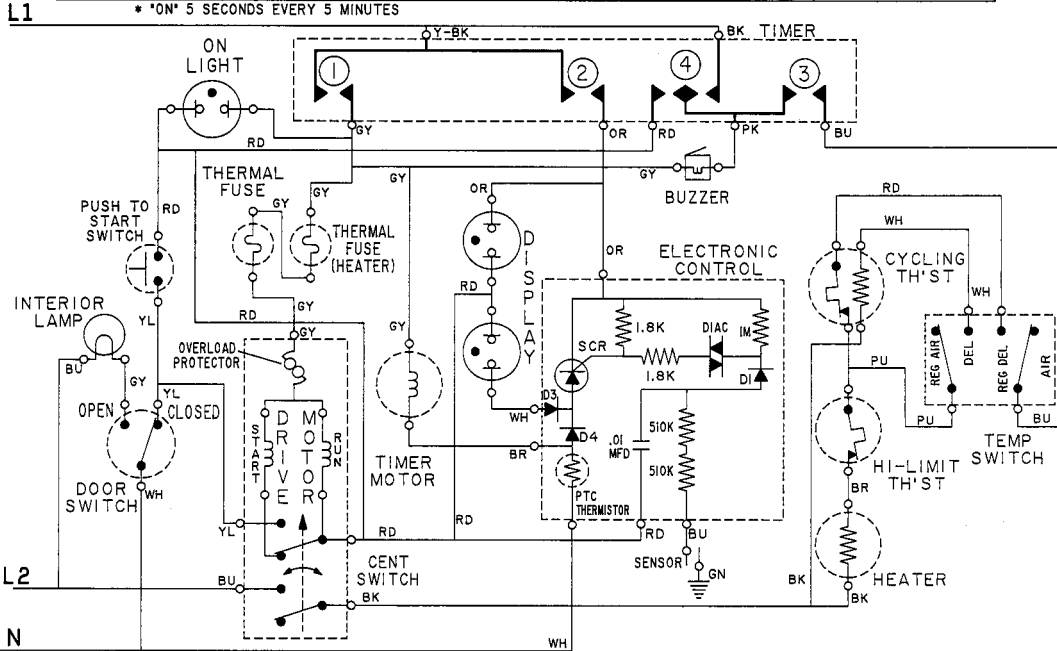 * "ON" 5 SECONDS EVERY 5 MINUTES
L1
Y-BK
BK
TIMER
ON
LIGHT
1
2
4
3
GY
OR
RD
PK
BU
RD
GY
BUZZER
THERMAL
FUSE
GY
GY
THERMAL
FUSE
(HEATER)
GY
OR
DISPLAY
OR
RD
PUSH TO
START
SWITCH
RD
YL
RD
GY
GY
GY
ELECTRONIC
CONTROL
1.8K
DIAC
1M
SCR
1.8K
D1
D3
D4
WH
BR
510K
510K
.01
MFD
PTC
THERMISTOR
RD
WH
CYCLING
TH'ST
WH
REG AIR
DEL
REG DEL
AIR
PU
PU
BU
TEMP
SWITCH
HI-LIMIT
TH'ST
BR
HEATER
BK
BK
INTERIOR
LAMP
BU
GY
YL
OPEN
CLOSED
DOOR
SWITCH
WH
OVERLOAD
PROTECTOR
DRIVE
MOTOR
START
RUN
TIMER
MOTOR
YL
RD
RD
RD
BU
SENSOR
GN
CENT
SWITCH
BU
BK
L2
N
WH